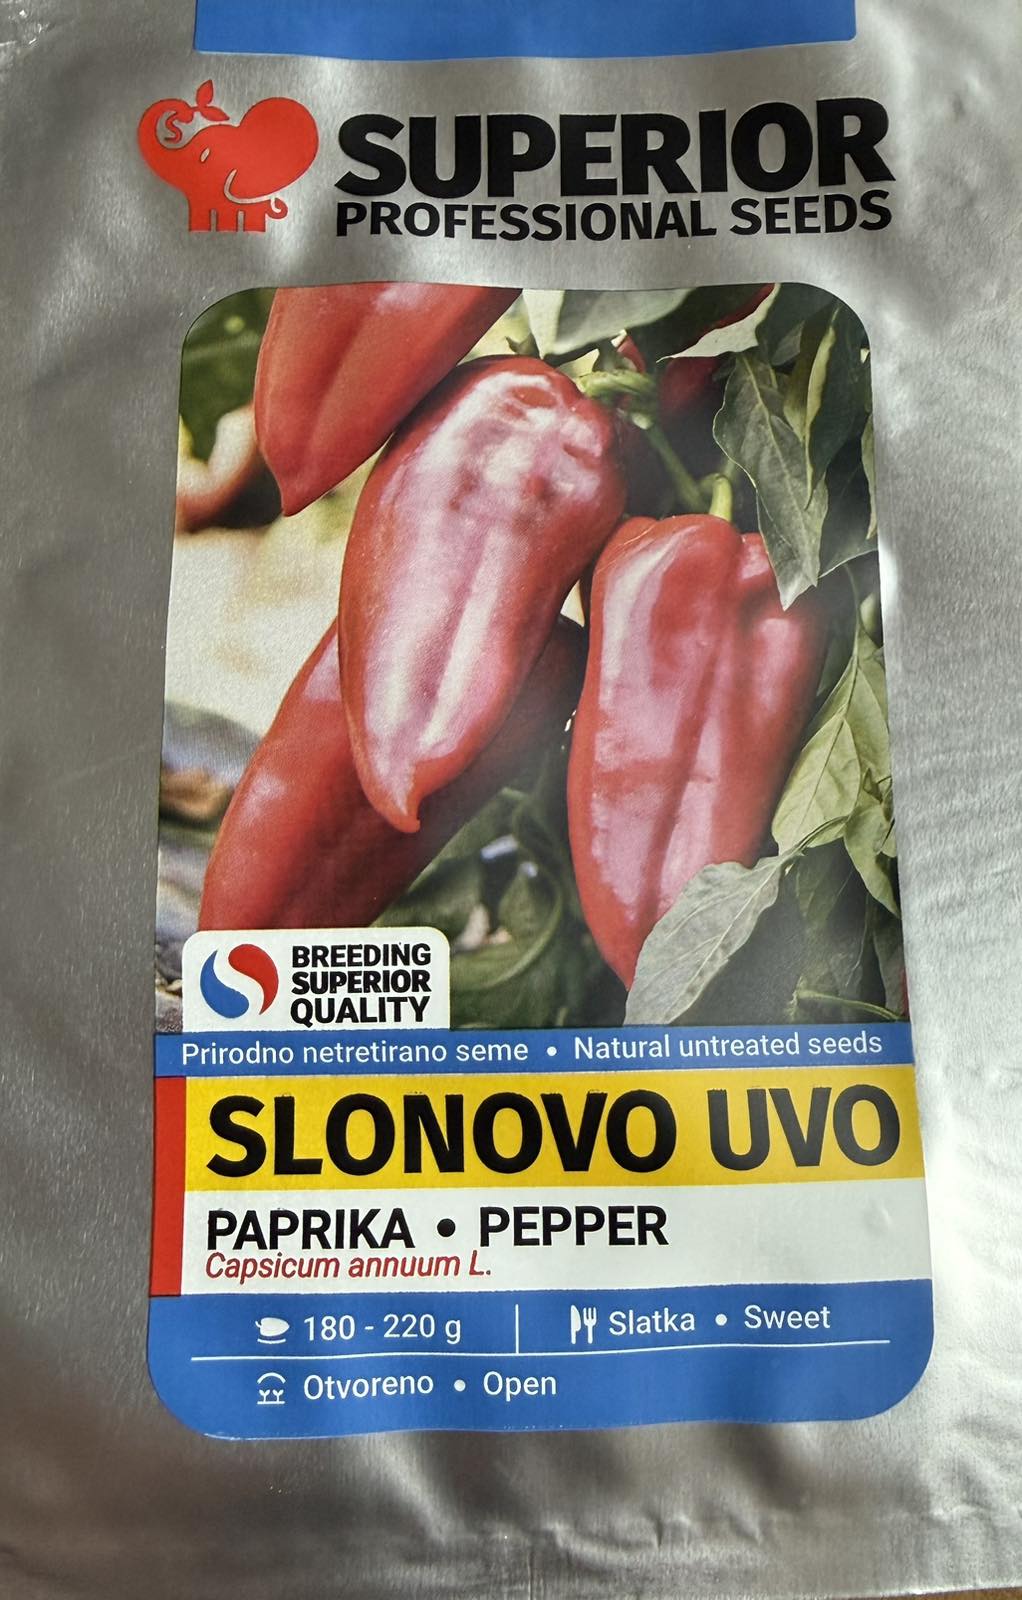 SUPERIOR
PROFESSIONAL SEEDS
BREEDING
SUPERIOR
QUALITY
Prirodno netretirano seme • Natural untreated seeds
SLONOVO UVO
PAPRIKA • PEPPER
Capsicum annuum L.
180 - 220 g | Slatka • Sweet
Otvoreno • Open